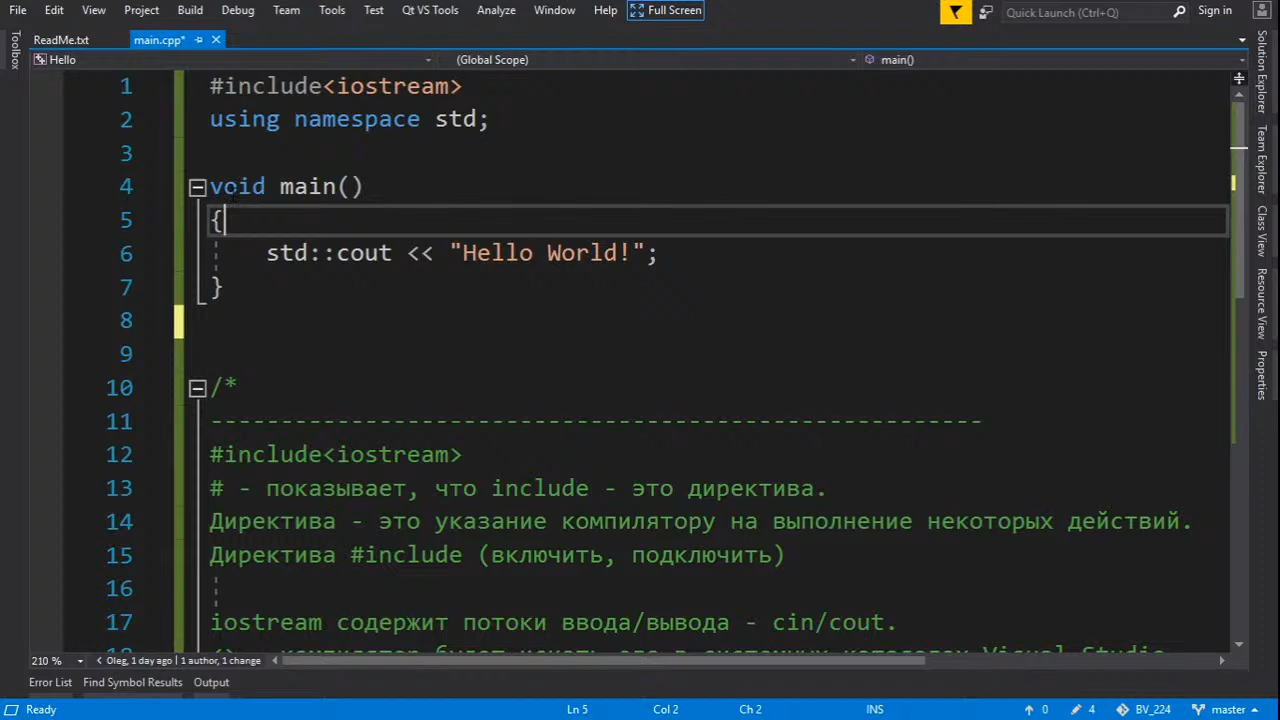 File Edit View Project Build Debug Team Tools Test Qt VS Tools Analyze Window Help Full Screen Quick Launch (Ctrl+Q) Sign in
ReadMe.txt main.cpp*
Hello (Global Scope) main()
Toolbox
1 #include<iostream>
2 using namespace std;
3
4 void main()
5 {
6 std::cout << "Hello World!";
7 }
8
9
10 /*
11 -------------------------------------------------------
12 #include<iostream>
13 # - показывает, что include - это директива.
14 Директива - это указание компилятору на выполнение некоторых действий.
15 Директива #include (включить, подключить)
16
17 iostream содержит потоки ввода/вывода - cin/cout.
Solution Explorer
Team Explorer
Class View
Resource View
Properties
210 % Oleg, 1 day ago | 1 author, 1 change
Error List Find Symbol Results Output
Ready Ln 5 Col 2 Ch 2 INS 0 4 BV_224 master